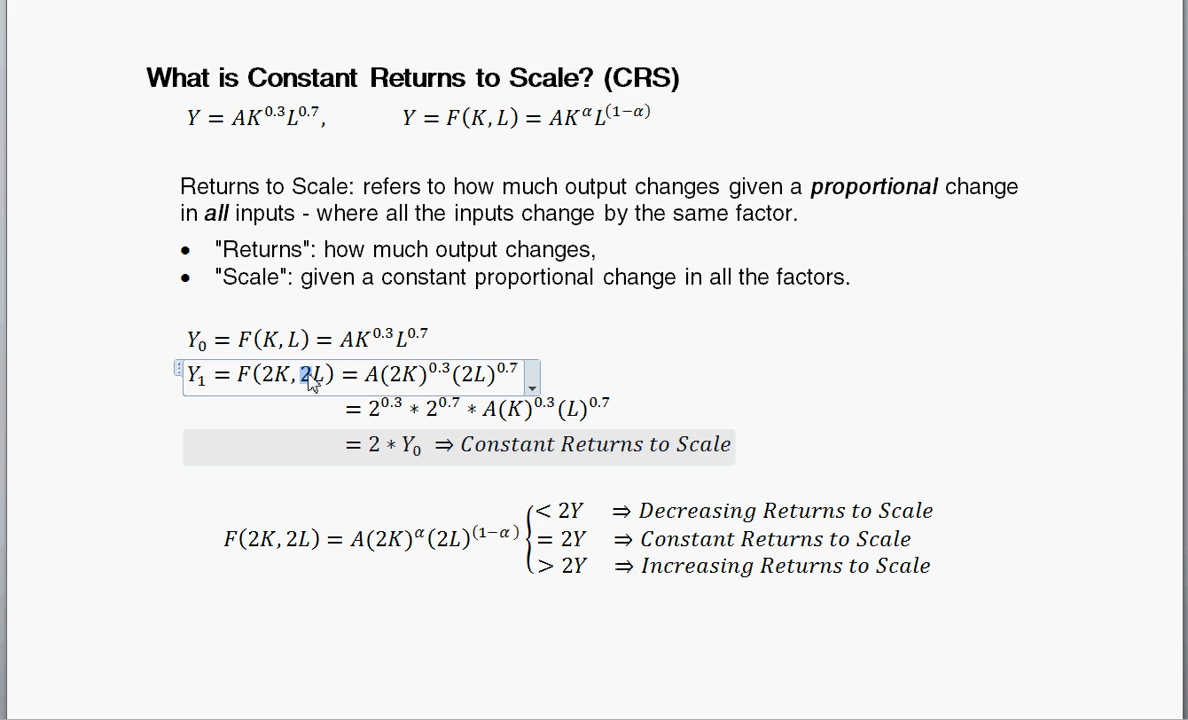 What is Constant Returns to Scale? (CRS)
Y = AK^0.3 L^0.7, Y = F(K, L) = AK^α L^(1−α)
Returns to Scale: refers to how much output changes given a proportional change
in all inputs - where all the inputs change by the same factor.
• "Returns": how much output changes,
• "Scale": given a constant proportional change in all the factors.
Y₀ = F(K, L) = AK^0.3 L^0.7
Y₁ = F(2K, 2L) = A(2K)^0.3 (2L)^0.7
= 2^0.3 * 2^0.7 * A(K)^0.3 (L)^0.7
= 2 * Y₀ ⇒ Constant Returns to Scale
< 2Y ⇒ Decreasing Returns to Scale
F(2K, 2L) = A(2K)^α (2L)^(1−α) { = 2Y ⇒ Constant Returns to Scale
> 2Y ⇒ Increasing Returns to Scale